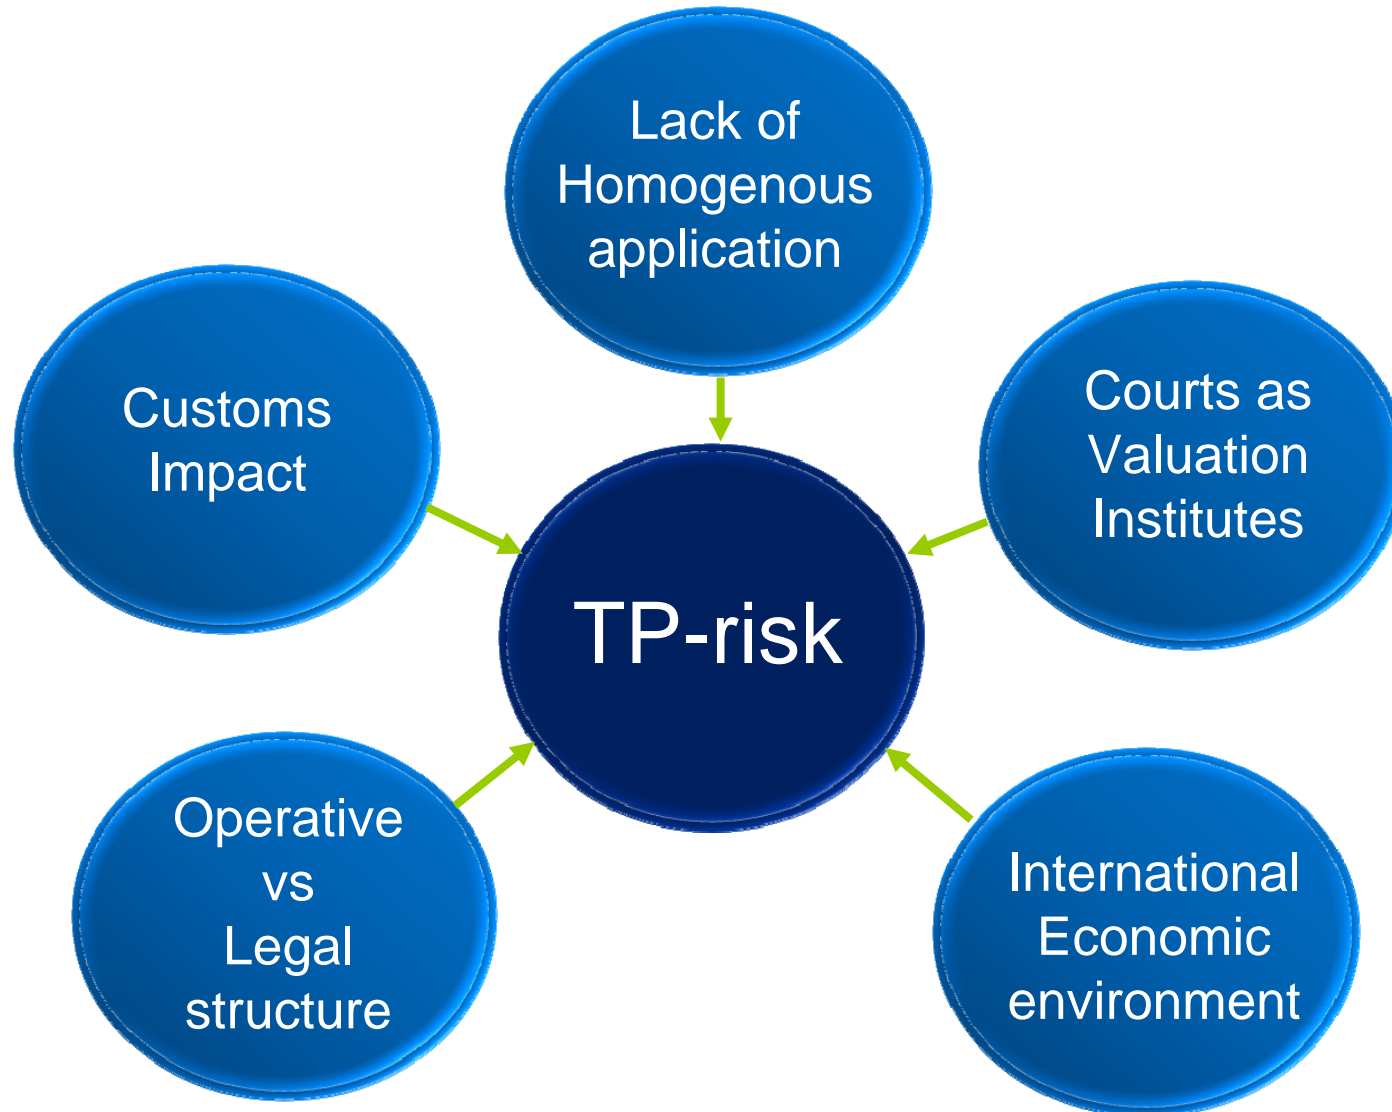 Lack of
Homogenous
application
Customs
Impact
Courts as
Valuation
Institutes
TP-risk
Operative
vs
Legal
structure
International
Economic
environment